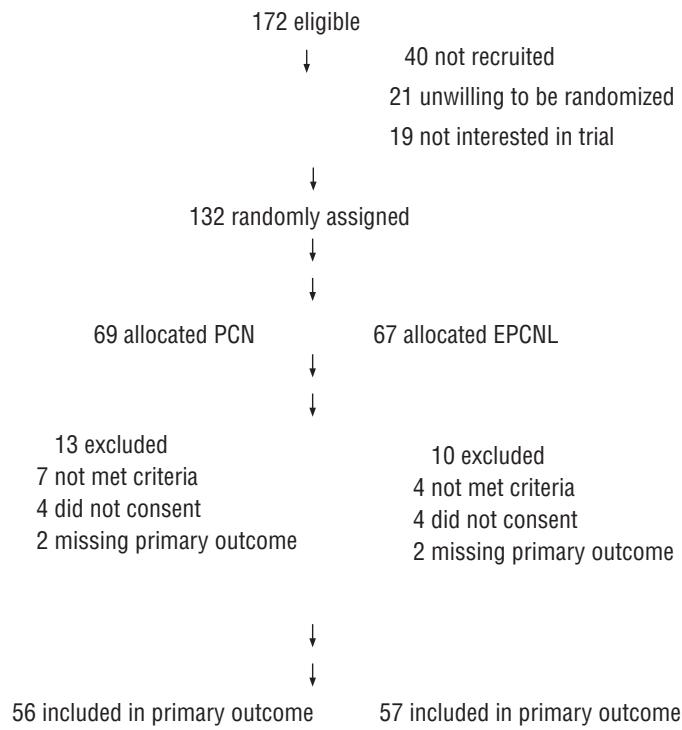 172 eligible
40 not recruited
21 unwilling to be randomized
19 not interested in trial
132 randomly assigned
69 allocated PCN
67 allocated EPCNL
13 excluded
7 not met criteria
4 did not consent
2 missing primary outcome
10 excluded
4 not met criteria
4 did not consent
2 missing primary outcome
56 included in primary outcome
57 included in primary outcome